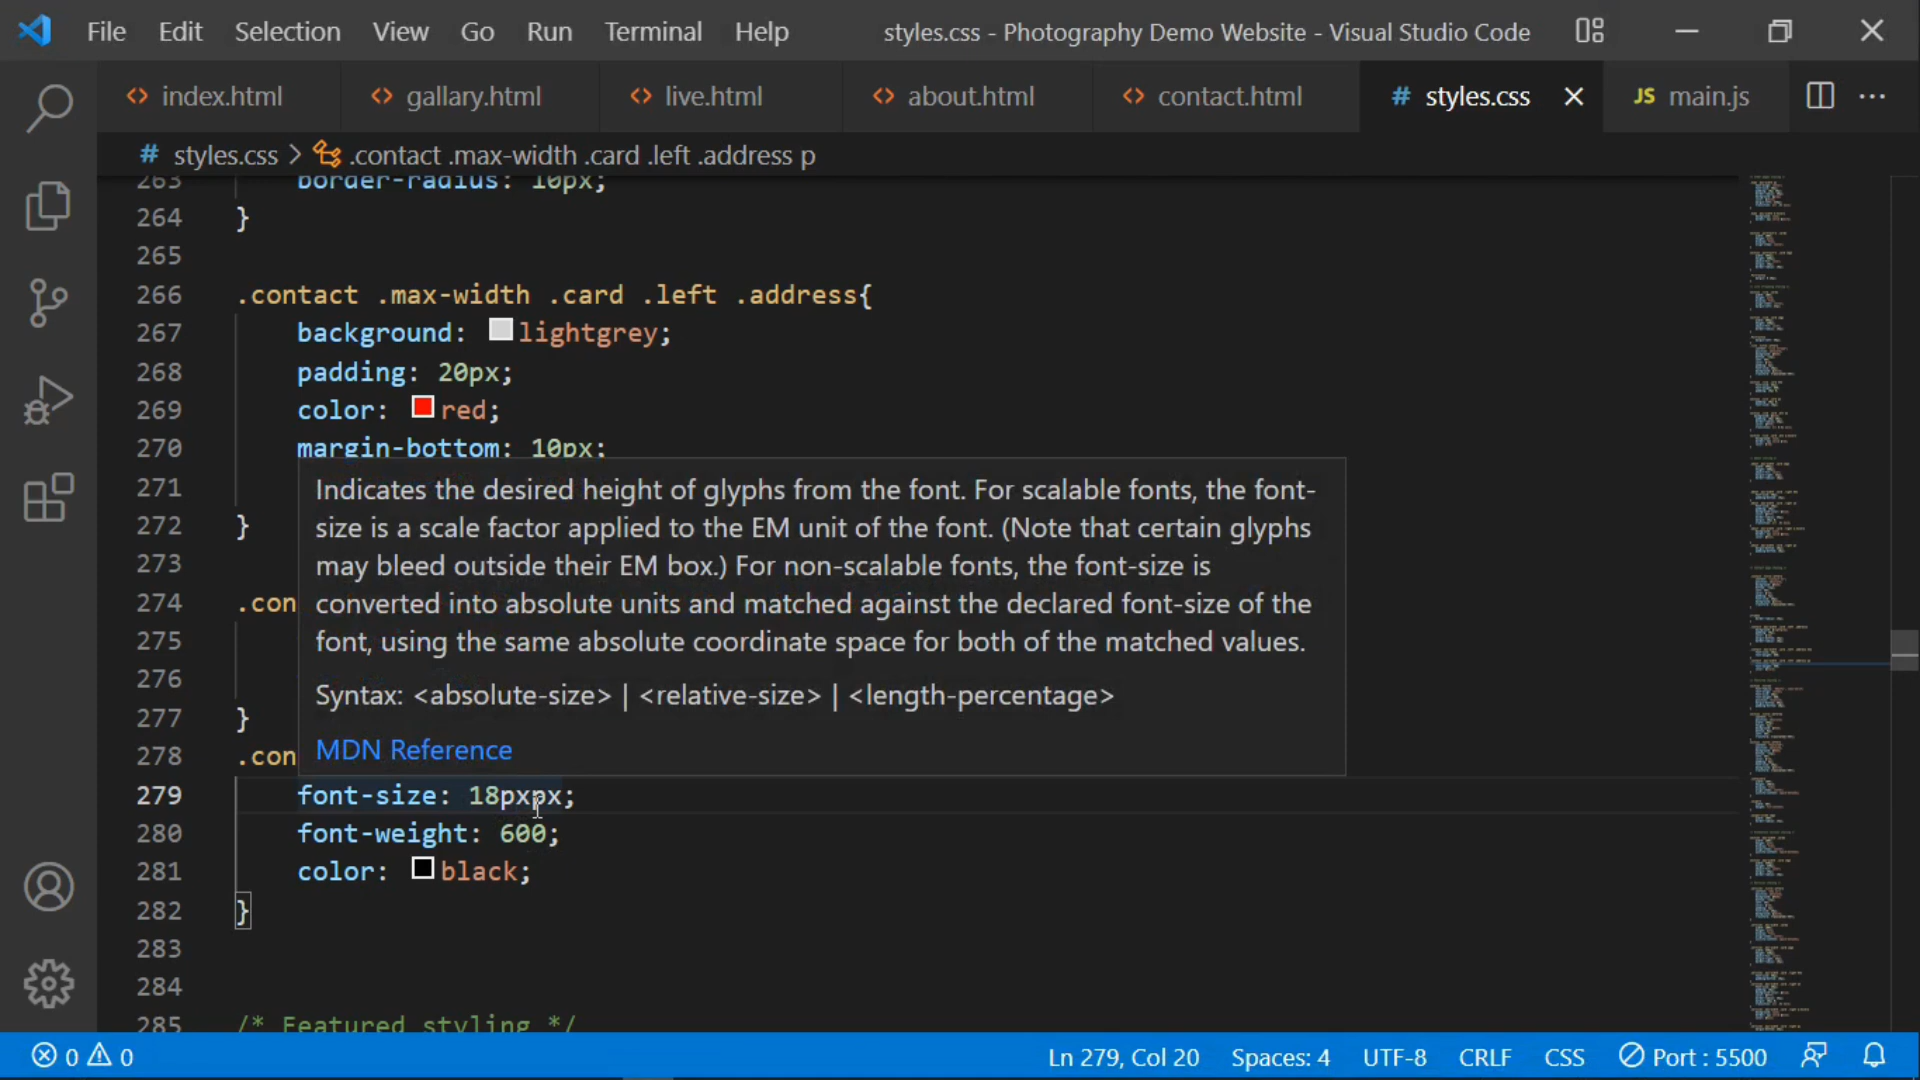 File Edit Selection View Go Run Terminal Help styles.css - Photography Demo Website - Visual Studio Code
index.html gallary.html live.html about.html contact.html # styles.css JS main.js
# styles.css > .contact .max-width .card .left .address p
263 border-radius: 10px;
264 }
265
266 .contact .max-width .card .left .address{
267 background: lightgrey;
268 padding: 20px;
269 color: red;
270 margin-bottom: 10px;
271
272 }
273
274 .con
275
276
277 }
278 .con
Indicates the desired height of glyphs from the font. For scalable fonts, the font-
size is a scale factor applied to the EM unit of the font. (Note that certain glyphs
may bleed outside their EM box.) For non-scalable fonts, the font-size is
converted into absolute units and matched against the declared font-size of the
font, using the same absolute coordinate space for both of the matched values.
Syntax: <absolute-size> | <relative-size> | <length-percentage>
MDN Reference
279 font-size: 18pxpx;
280 font-weight: 600;
281 color: black;
282 }
283
284
285 /* Featured styling */
0 0 Ln 279, Col 20 Spaces: 4 UTF-8 CRLF CSS Port : 5500